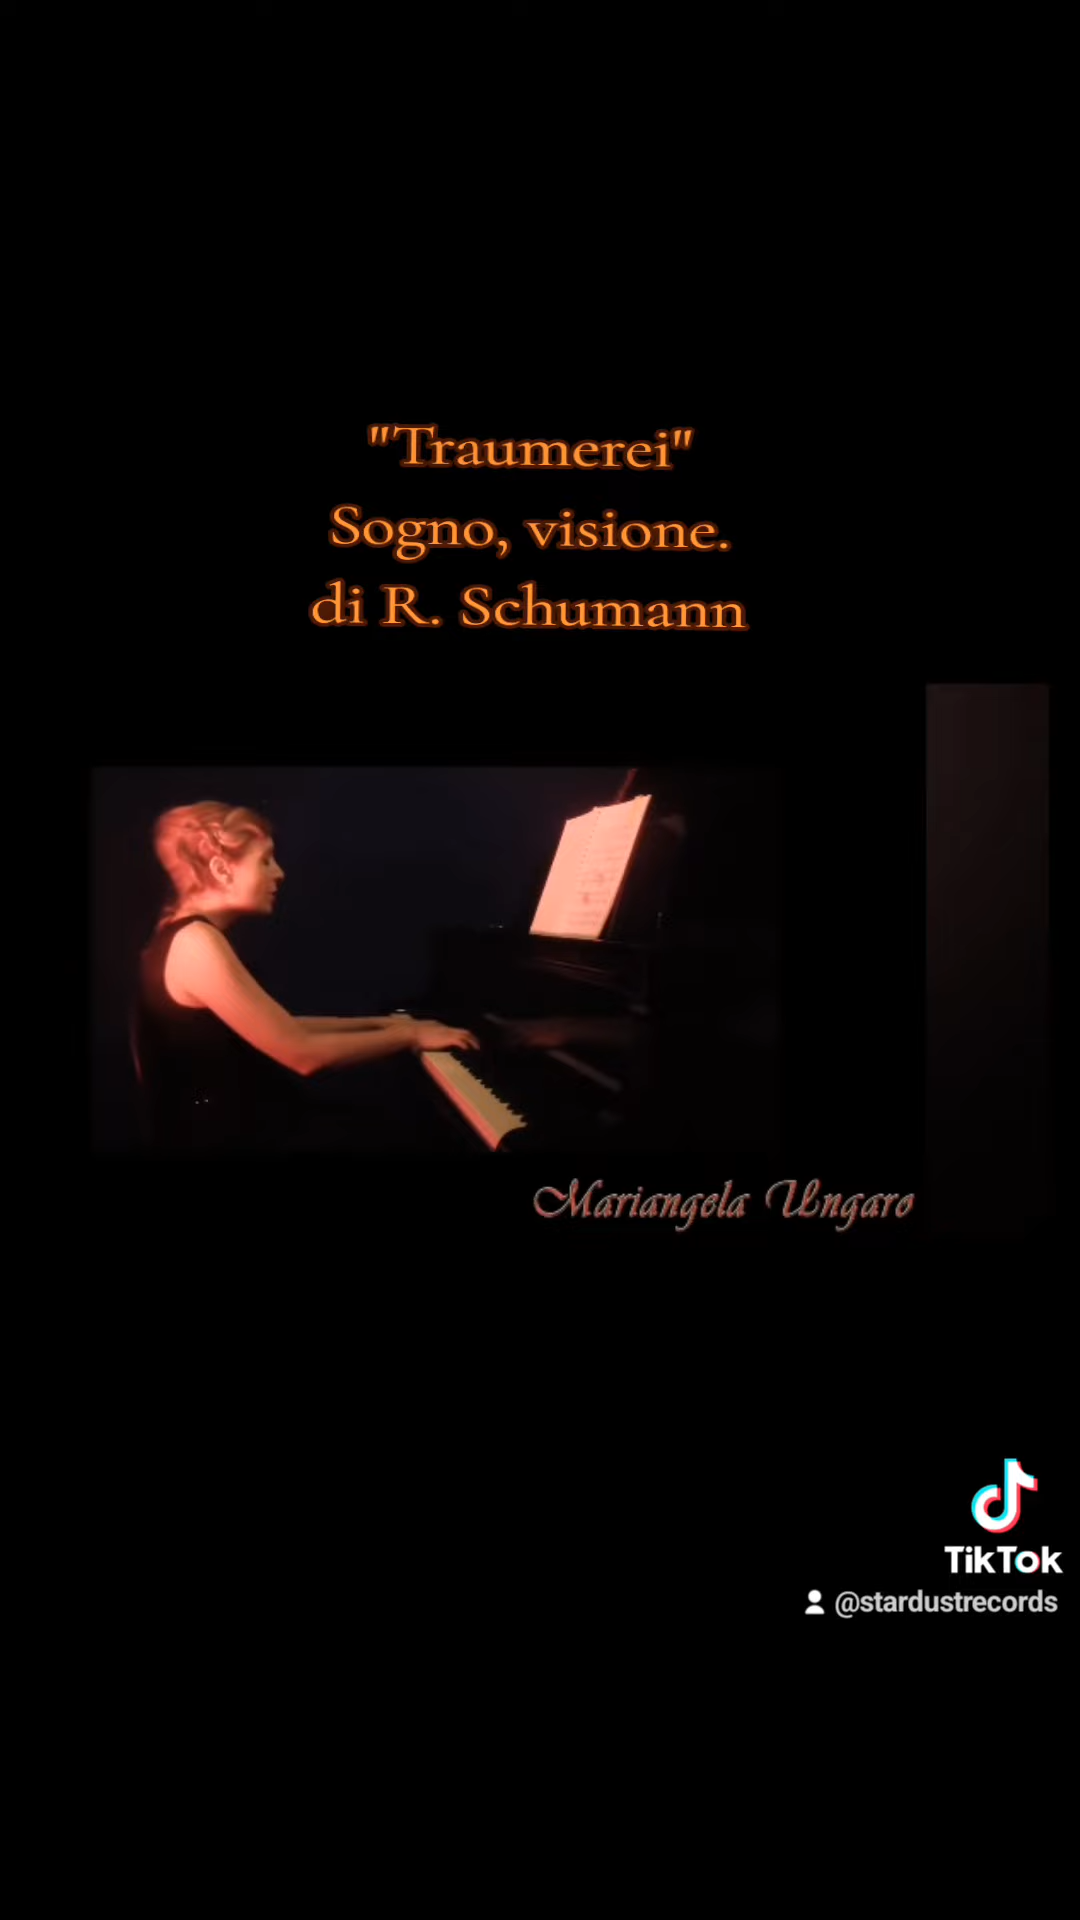 "Traumerei"
Sogno, visione.
di R. Schumann
Mariangela Ungaro
TikTok
@stardustrecords